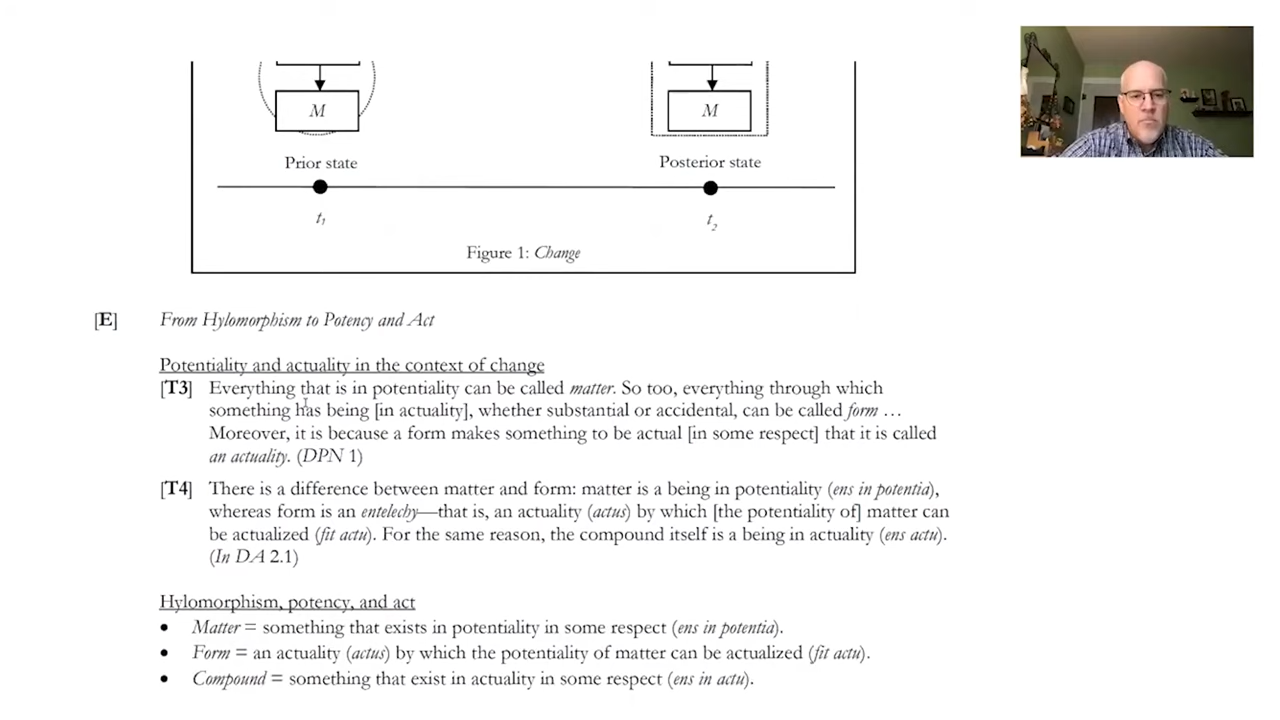 M M
Prior state Posterior state
t1 t2
Figure 1: Change
[E] From Hylomorphism to Potency and Act
Potentiality and actuality in the context of change
[T3] Everything that is in potentiality can be called matter. So too, everything through which
something has being [in actuality], whether substantial or accidental, can be called form …
Moreover, it is because a form makes something to be actual [in some respect] that it is called
an actuality. (DPN 1)
[T4] There is a difference between matter and form: matter is a being in potentiality (ens in potentia),
whereas form is an entelechy—that is, an actuality (actus) by which [the potentiality of] matter can
be actualized (fit actu). For the same reason, the compound itself is a being in actuality (ens actu).
(In DA 2.1)
Hylomorphism, potency, and act
• Matter = something that exists in potentiality in some respect (ens in potentia).
• Form = an actuality (actus) by which the potentiality of matter can be actualized (fit actu).
• Compound = something that exist in actuality in some respect (ens in actu).